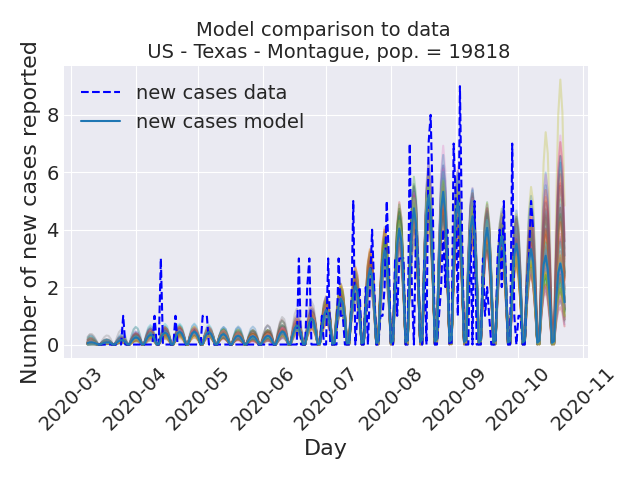 Model comparison to data
US - Texas - Montague, pop. = 19818
Number of new cases reported
8
6
4
2
0
new cases data
new cases model
2020-03
2020-04
2020-05
2020-06
2020-07
2020-08
2020-09
2020-10
2020-11
Day